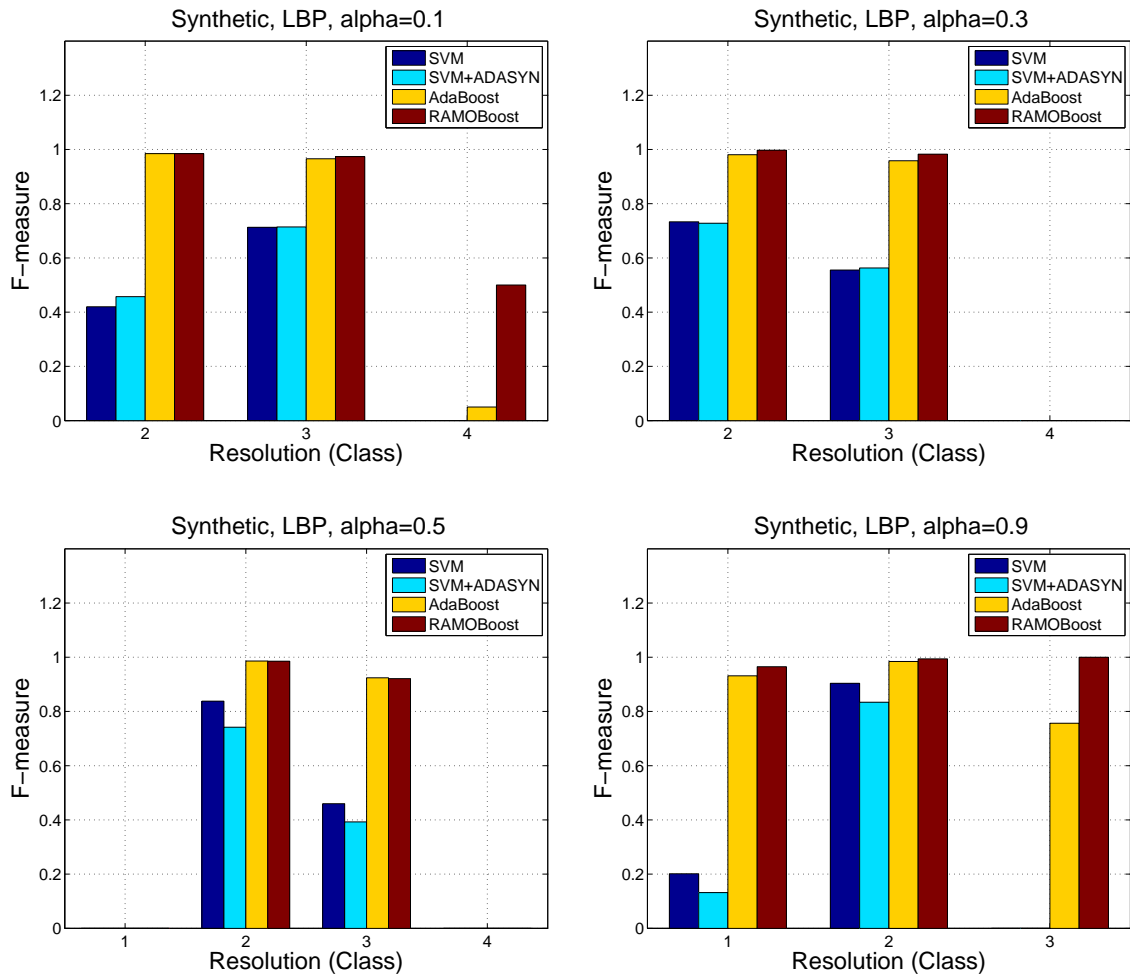 Synthetic, LBP, alpha=0.1
SVM
SVM+ADASYN
AdaBoost
RAMOBoost
1.2
1
0.8
0.6
0.4
0.2
0
F−measure
2 3 4
Resolution (Class)
Synthetic, LBP, alpha=0.3
SVM
SVM+ADASYN
AdaBoost
RAMOBoost
1.2
1
0.8
0.6
0.4
0.2
0
F−measure
2 3 4
Resolution (Class)
Synthetic, LBP, alpha=0.5
SVM
SVM+ADASYN
AdaBoost
RAMOBoost
1.2
1
0.8
0.6
0.4
0.2
0
F−measure
1 2 3 4
Resolution (Class)
Synthetic, LBP, alpha=0.9
SVM
SVM+ADASYN
AdaBoost
RAMOBoost
1.2
1
0.8
0.6
0.4
0.2
0
F−measure
1 2 3
Resolution (Class)